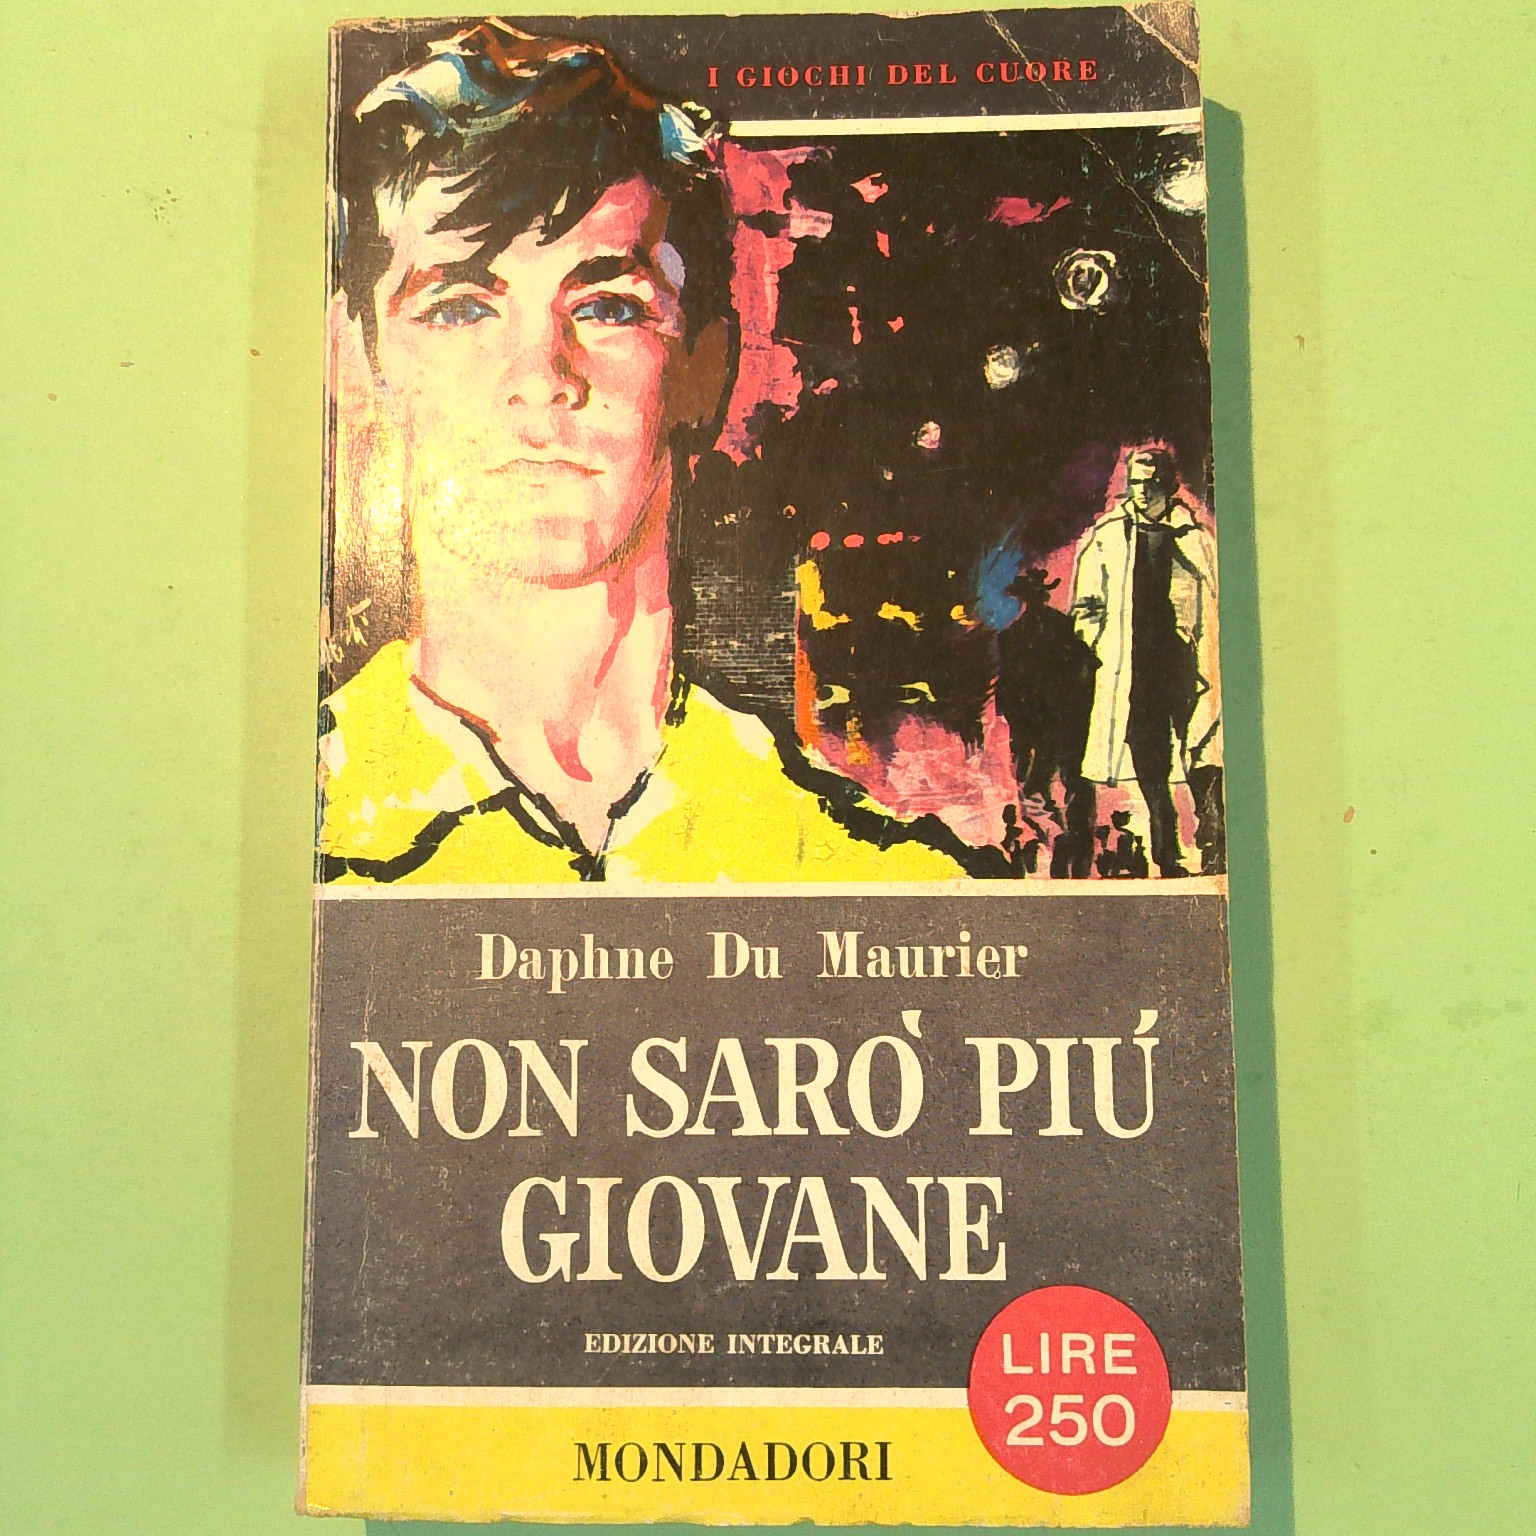 I GIOCHI DEL CUORE
Daphne Du Maurier
NON SARÒ PIÚ
GIOVANE
EDIZIONE INTEGRALE
LIRE
250
MONDADORI